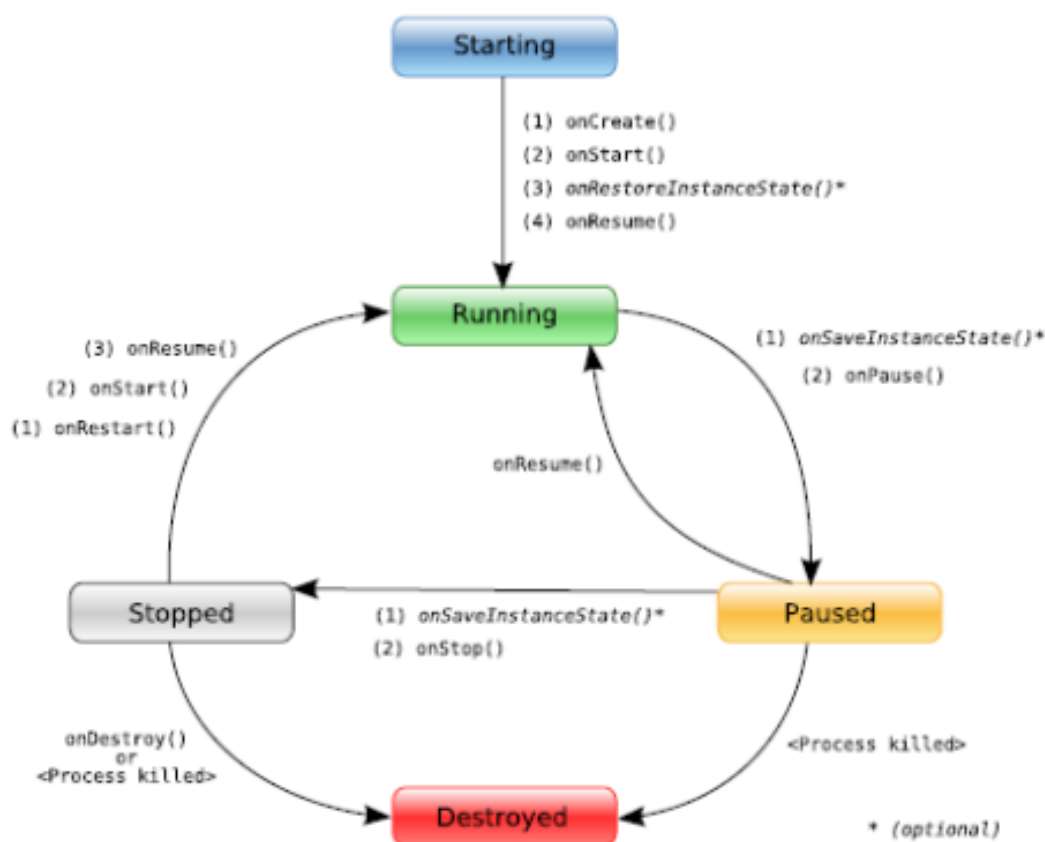 Starting
(1) onCreate()
(2) onStart()
(3) onRestoreInstanceState()*
(4) onResume()
Running
(3) onResume()
(2) onStart()
(1) onRestart()
(1) onSaveInstanceState()*
(2) onPause()
onResume()
Stopped
(1) onSaveInstanceState()*
(2) onStop()
Paused
onDestroy()
or
<Process killed>
<Process killed>
Destroyed
* (optional)